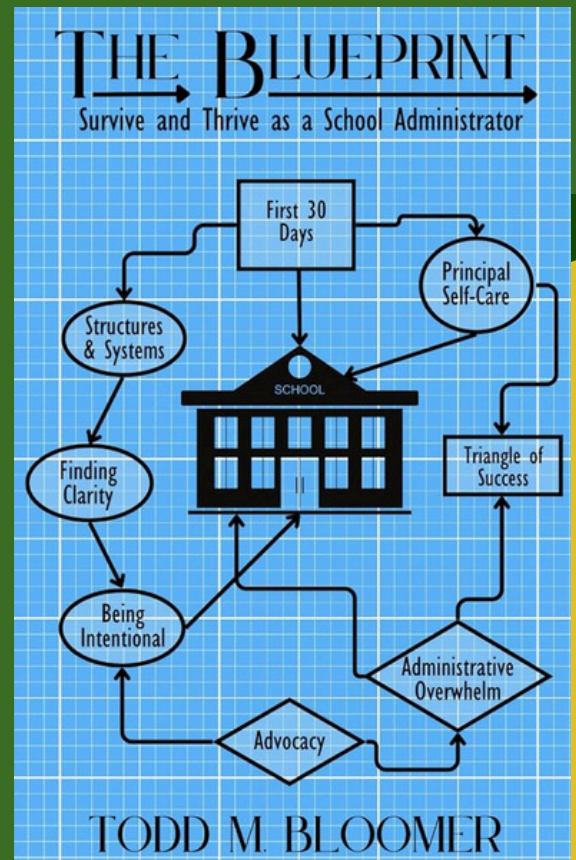 THE BLUEPRINT
Survive and Thrive as a School Administrator
First 30
Days
Principal
Self-Care
Structures
& Systems
SCHOOL
Finding
Clarity
Triangle of
Success
Being
Intentional
Administrative
Overwhelm
Advocacy
TODD M. BLOOMER